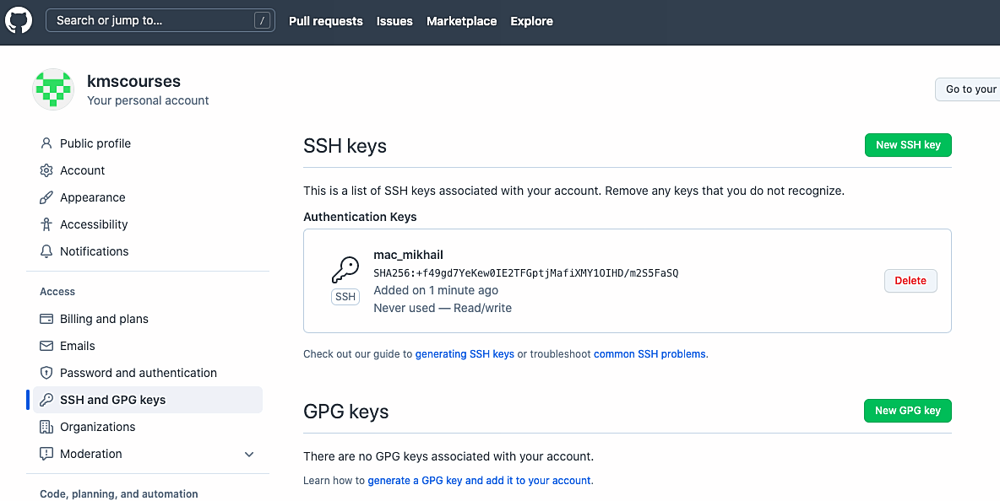 Search or jump to... /
Pull requests Issues Marketplace Explore
kmscourses
Your personal account
Go to your
Public profile
Account
Appearance
Accessibility
Notifications
Access
Billing and plans
Emails
Password and authentication
SSH and GPG keys
Organizations
Moderation
Code, planning, and automation
SSH keys
New SSH key
This is a list of SSH keys associated with your account. Remove any keys that you do not recognize.
Authentication Keys
mac_mikhail
SHA256:+f49gd7YeKew0IE2TFGptjMafiXMY1OIHD/m2S5FaSQ
Added on 1 minute ago
Never used — Read/write
SSH
Delete
Check out our guide to generating SSH keys or troubleshoot common SSH problems.
GPG keys
New GPG key
There are no GPG keys associated with your account.
Learn how to generate a GPG key and add it to your account.